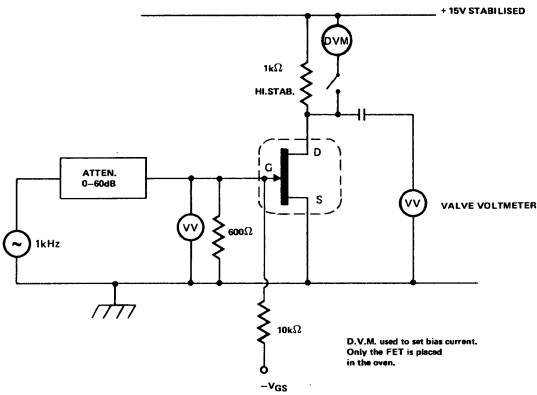 + 15V STABILISED
DVM
1kΩ
HI.STAB.
D
G
S
ATTEN.
0–60dB
VV
600Ω
VV
VALVE VOLTMETER
~
1kHz
10kΩ
D.V.M. used to set bias current.
Only the FET is placed
in the oven.
–VGS